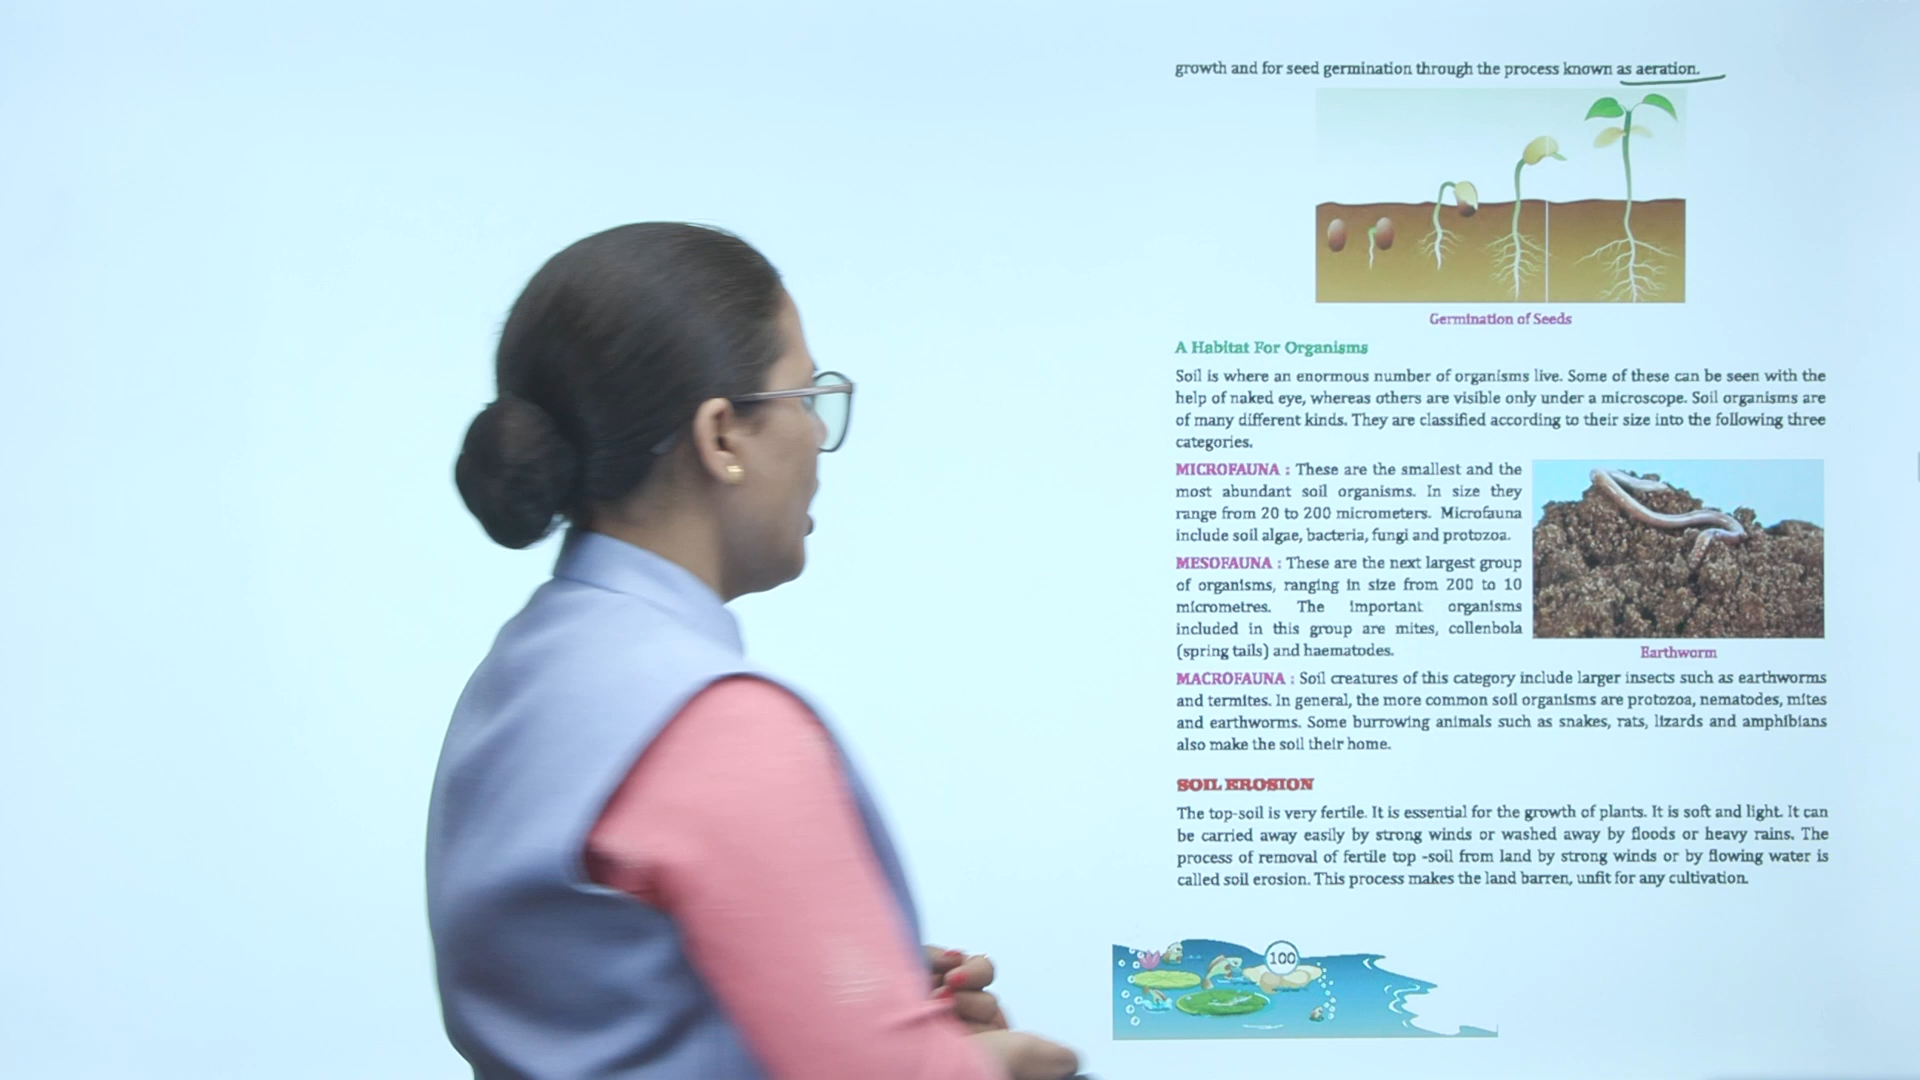 growth and for seed germination through the process known as aeration.
Germination of Seeds
A Habitat For Organisms
Soil is where an enormous number of organisms live. Some of these can be seen with the
help of naked eye, whereas others are visible only under a microscope. Soil organisms are
of many different kinds. They are classified according to their size into the following three
categories.
MICROFAUNA : These are the smallest and the
most abundant soil organisms. In size they
range from 20 to 200 micrometers. Microfauna
include soil algae, bacteria, fungi and protozoa.
MESOFAUNA : These are the next largest group
of organisms, ranging in size from 200 to 10
micrometres. The important organisms
included in this group are mites, collenbola
(spring tails) and haematodes.
Earthworm
MACROFAUNA : Soil creatures of this category include larger insects such as earthworms
and termites. In general, the more common soil organisms are protozoa, nematodes, mites
and earthworms. Some burrowing animals such as snakes, rats, lizards and amphibians
also make the soil their home.
SOIL EROSION
The top-soil is very fertile. It is essential for the growth of plants. It is soft and light. It can
be carried away easily by strong winds or washed away by floods or heavy rains. The
process of removal of fertile top -soil from land by strong winds or by flowing water is
called soil erosion. This process makes the land barren, unfit for any cultivation.
100